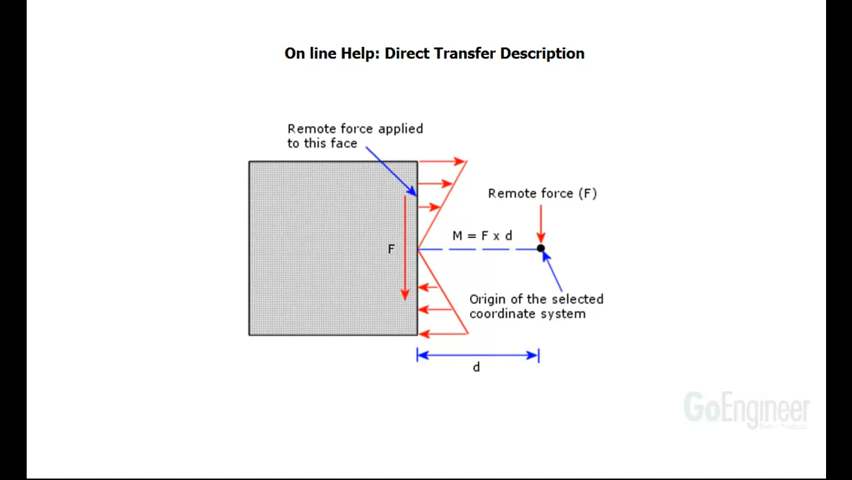 On line Help: Direct Transfer Description
Remote force applied
to this face
Remote force (F)
M = F x d
F
Origin of the selected
coordinate system
d
GoEngineer